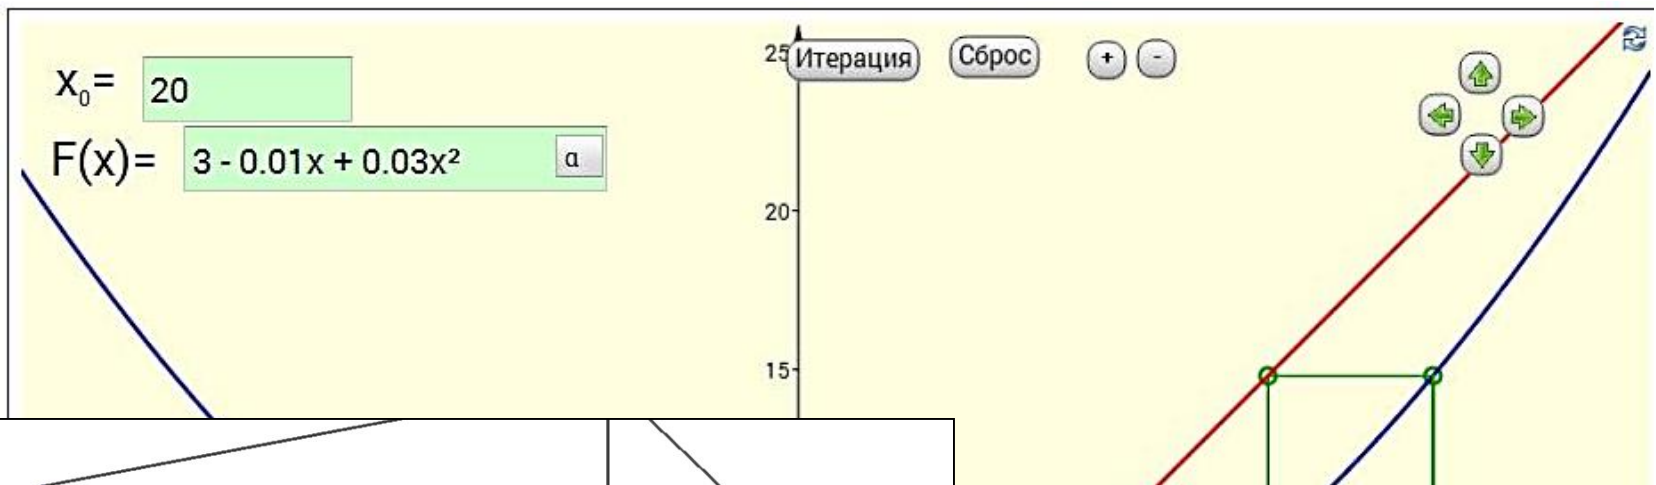 x₀= 20
F(x)= 3 - 0.01x + 0.03x² α
25
Итерация
Сброс
+
-
20
15